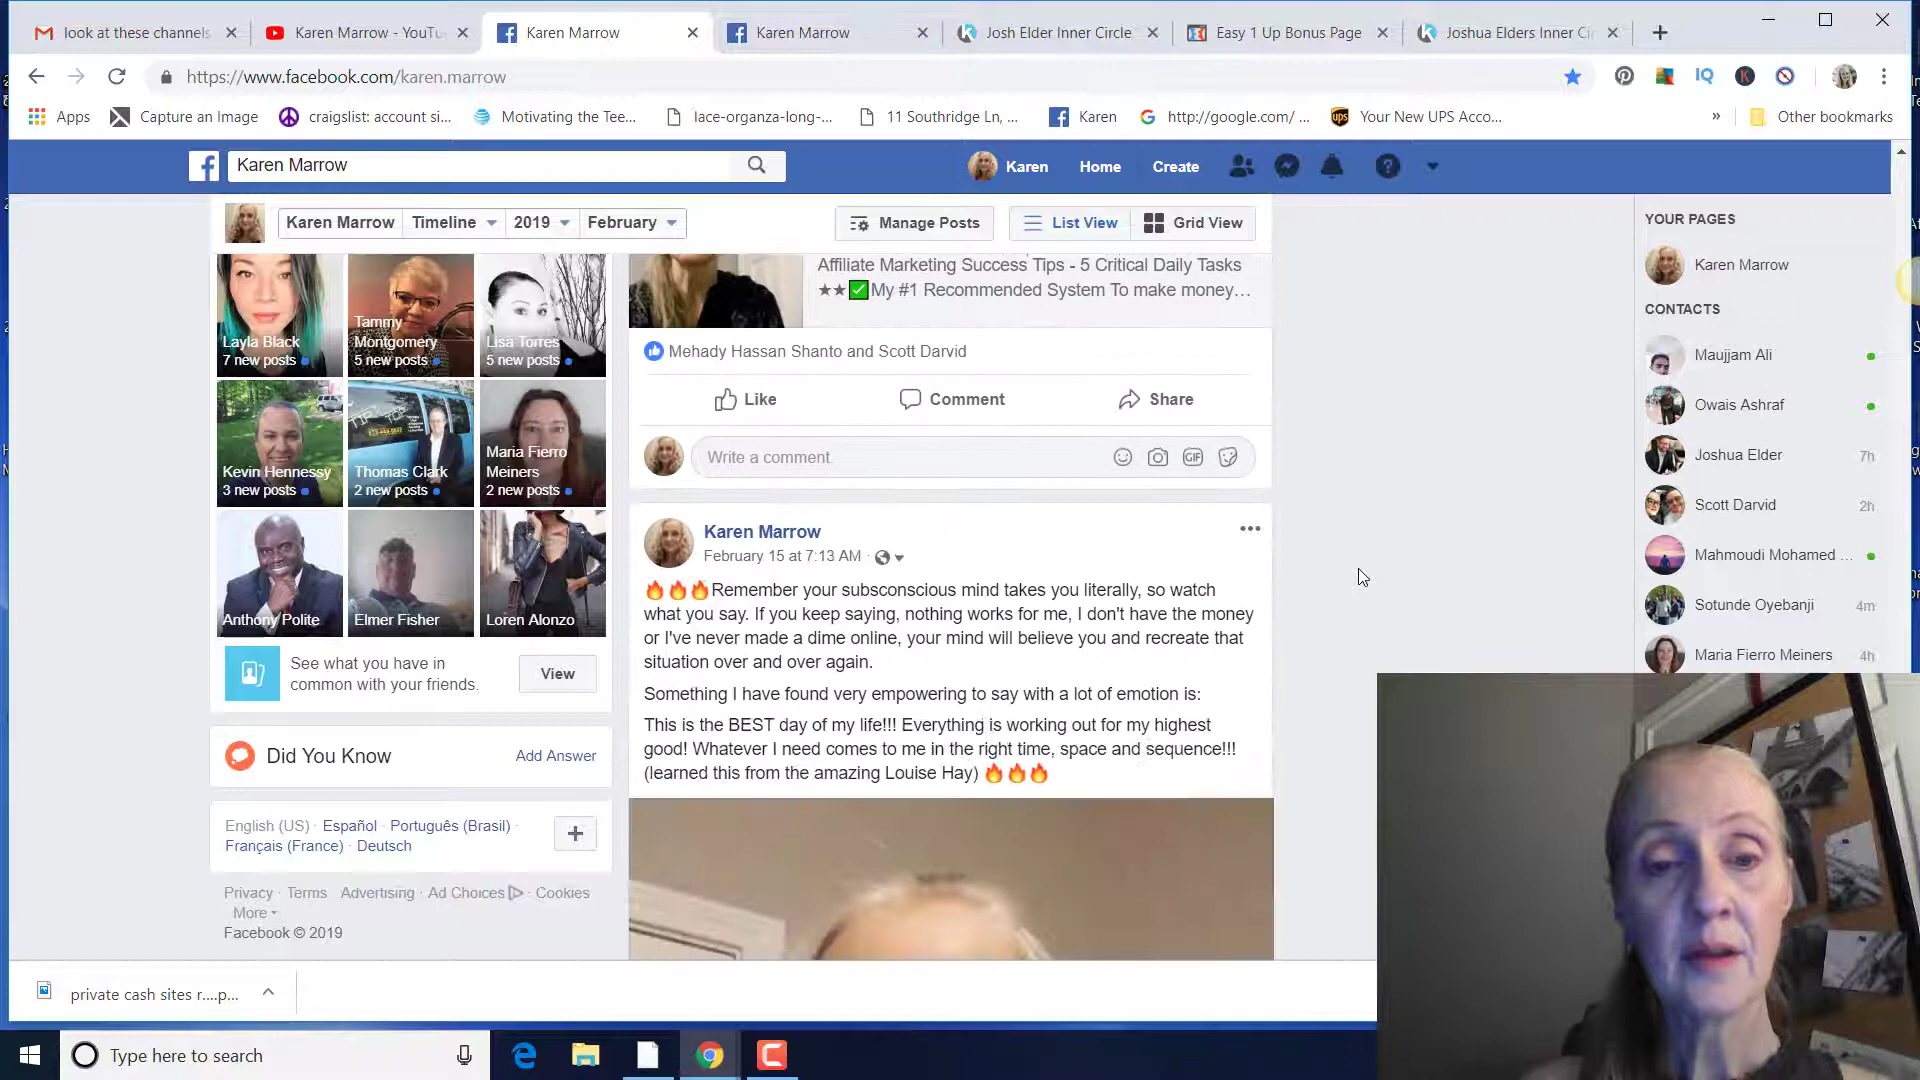 look at these channels
Karen Marrow - YouTu
Karen Marrow
Karen Marrow
Josh Elder Inner Circle
Easy 1 Up Bonus Page
Joshua Elders Inner Ci
https://www.facebook.com/karen.marrow
Apps
Capture an Image
craigslist: account si...
Motivating the Tee...
lace-organza-long-...
11 Southridge Ln, ...
Karen
http://google.com/ ...
Your New UPS Acco...
Other bookmarks
Karen Marrow
Karen
Home
Create
Karen Marrow
Timeline
2019
February
Manage Posts
List View
Grid View
Layla Black
7 new posts
Tammy
Montgomery
5 new posts
Lisa Torres
5 new posts
Kevin Hennessy
3 new posts
TIP TOP
Thomas Clark
2 new posts
Maria Fierro
Meiners
2 new posts
Anthony Polite
Elmer Fisher
Loren Alonzo
See what you have in
common with your friends.
View
Did You Know
Add Answer
English (US) · Español · Português (Brasil) ·
Français (France) · Deutsch
Privacy · Terms · Advertising · Ad Choices · Cookies ·
More
Facebook © 2019
Affiliate Marketing Success Tips - 5 Critical Daily Tasks
★★✅My #1 Recommended System To make money…
Mehady Hassan Shanto and Scott Darvid
Like
Comment
Share
Write a comment
GIF
Karen Marrow
February 15 at 7:13 AM ·
🔥🔥🔥Remember your subsconscious mind takes you literally, so watch
what you say. If you keep saying, nothing works for me, I don't have the money
or I've never made a dime online, your mind will believe you and recreate that
situation over and over again.
Something I have found very empowering to say with a lot of emotion is:
This is the BEST day of my life!!! Everything is working out for my highest
good! Whatever I need comes to me in the right time, space and sequence!!!
(learned this from the amazing Louise Hay) 🔥🔥🔥
YOUR PAGES
Karen Marrow
CONTACTS
Maujjam Ali
Owais Ashraf
Joshua Elder
7h
Scott Darvid
2h
Mahmoudi Mohamed ...
Sotunde Oyebanji
4m
Maria Fierro Meiners
4h
private cash sites r....p...
Type here to search